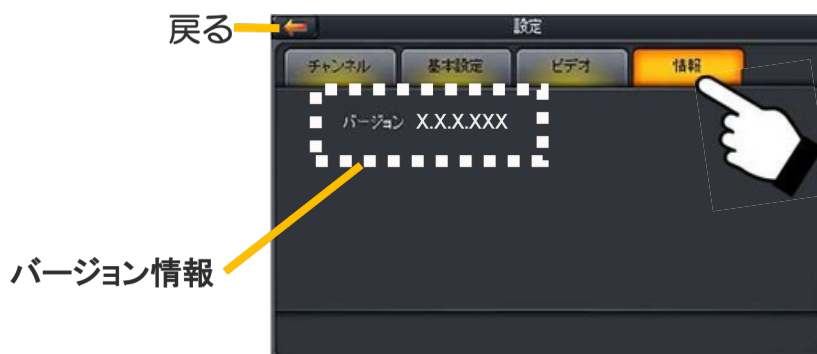 戻る
設定
チャンネル
基本設定
ビデオ
情報
バージョン X.X.X.XXX
バージョン情報